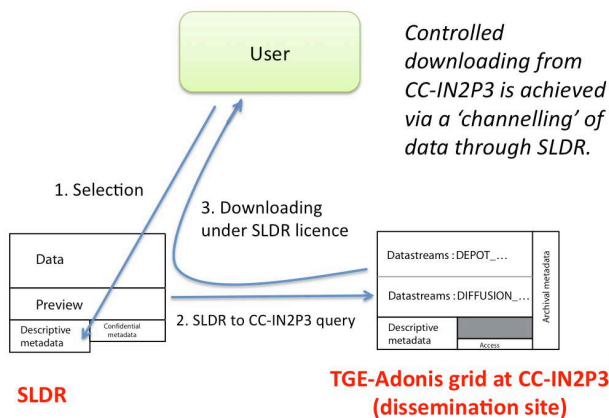 User
Controlled
downloading from
CC-IN2P3 is achieved
via a ‘channelling’ of
data through SLDR.
1. Selection
3. Downloading
under SLDR licence
Data
Preview
Descriptive
metadata
Confidential
metadata
2. SLDR to CC-IN2P3 query
Datastreams : DEPOT_...
Datastreams : DIFFUSION_...
Descriptive
metadata
Access
Archival metadata
SLDR
TGE-Adonis grid at CC-IN2P3
(dissemination site)